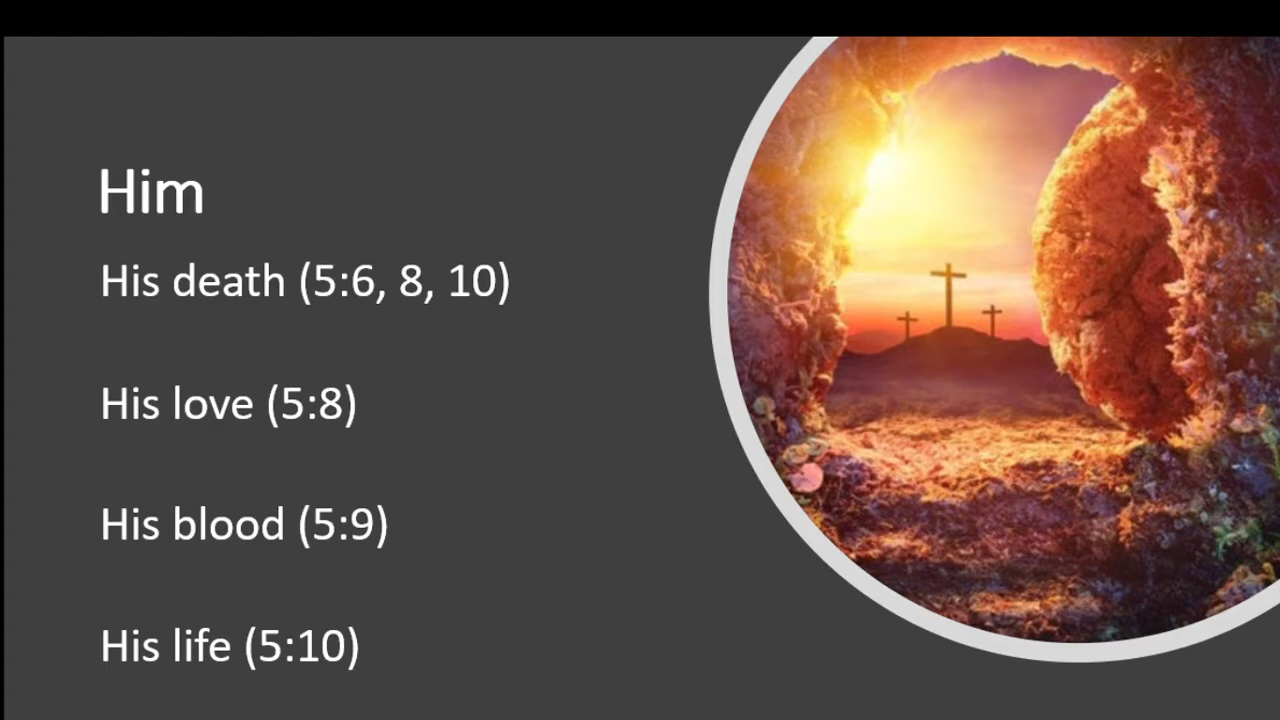 Him
His death (5:6, 8, 10)
His love (5:8)
His blood (5:9)
His life (5:10)